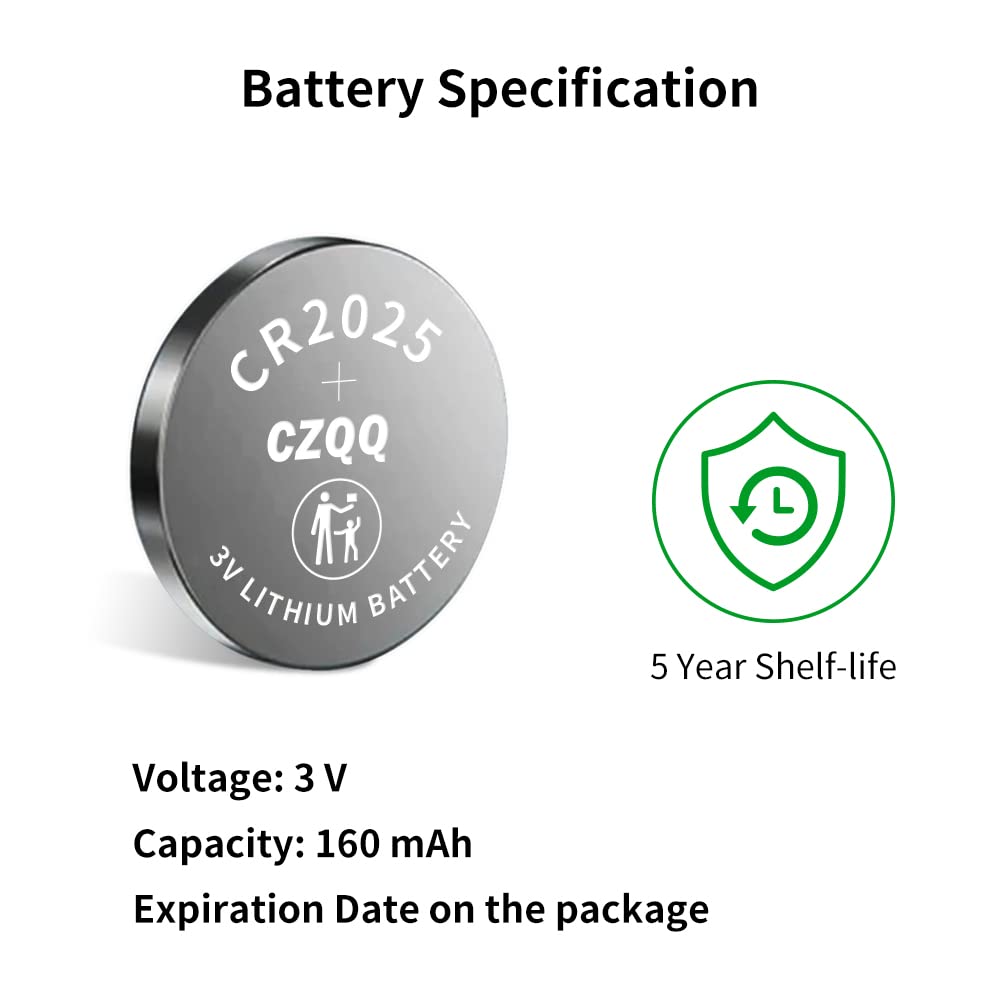 Battery Specification
CR2025
+
CZQQ
3V LITHIUM BATTERY
5 Year Shelf-life
Voltage: 3 V
Capacity: 160 mAh
Expiration Date on the package